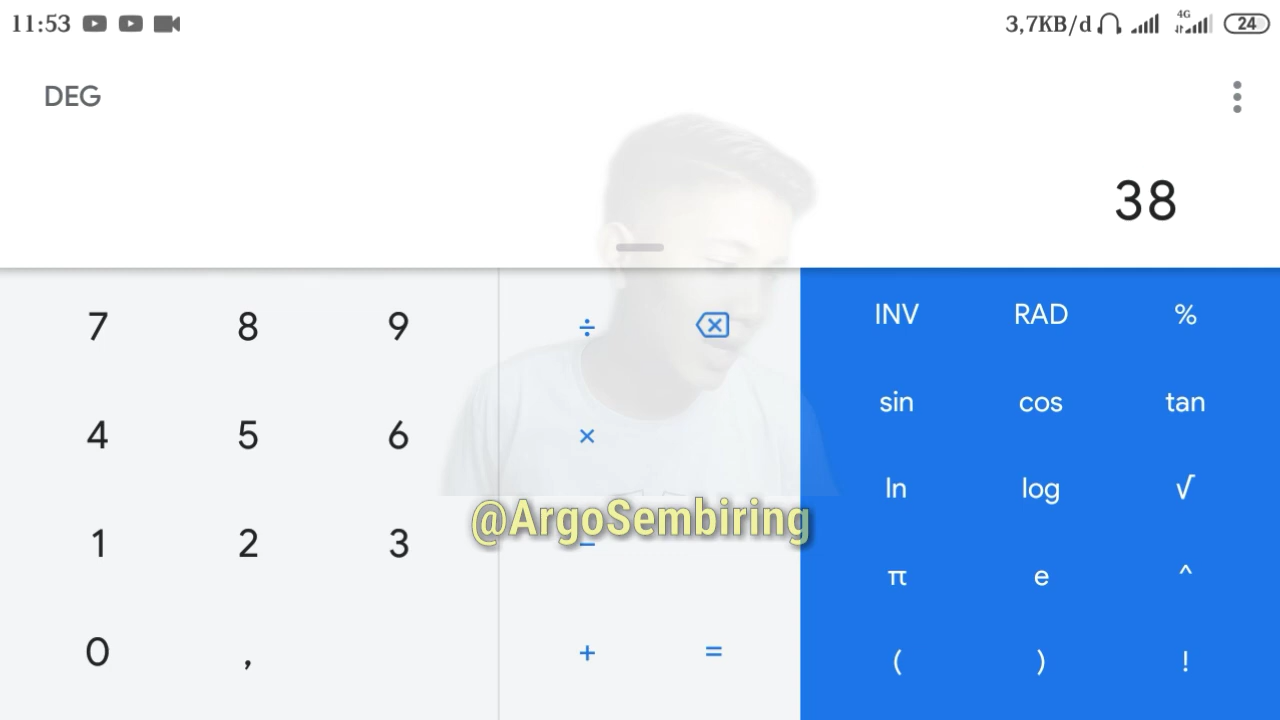 11:53 3,7KB/d 4G 24
DEG
38
7 8 9 ÷ INV RAD %
sin cos tan
4 5 6 ×
ln log √
@ArgoSembiring
1 2 3 −
π e ^
0 , + = ( ) !